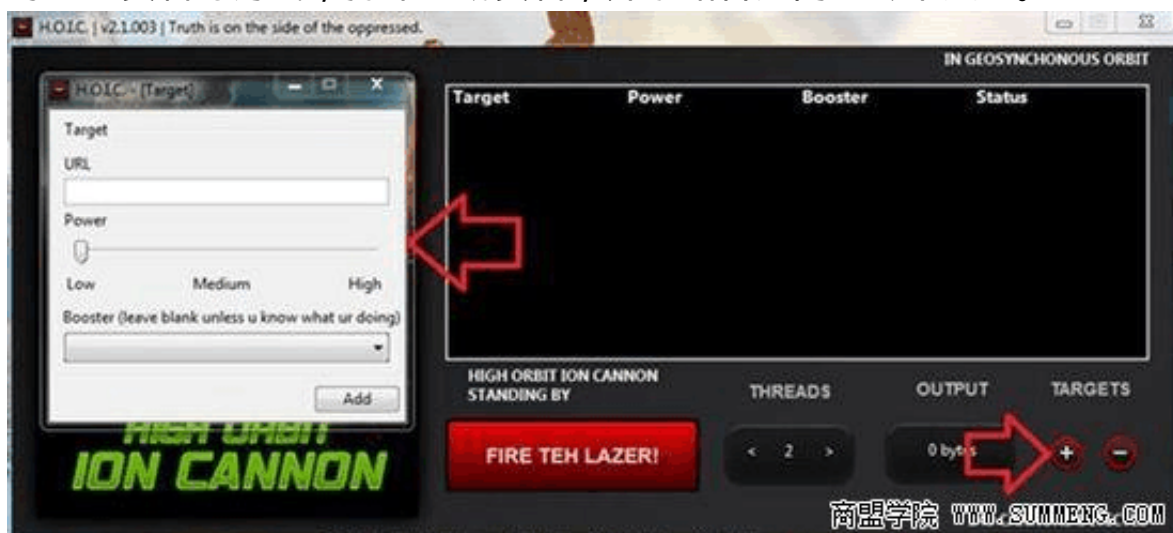 H.O.I.C. | v2.1.003 | Truth is on the side of the oppressed.
IN GEOSYNCHONOUS ORBIT
H.O.I.C. - [Target]
Target
URL
Power
Low Medium High
Booster (leave blank unless u know what ur doing)
Add
HIGH ORBIT
ION CANNON
Target Power Booster Status
HIGH ORBIT ION CANNON
STANDING BY
THREADS
OUTPUT
TARGETS
FIRE TEH LAZER!
< 2 >
0 bytes
+
-
商盟学院 WWW.SUMMENG.COM